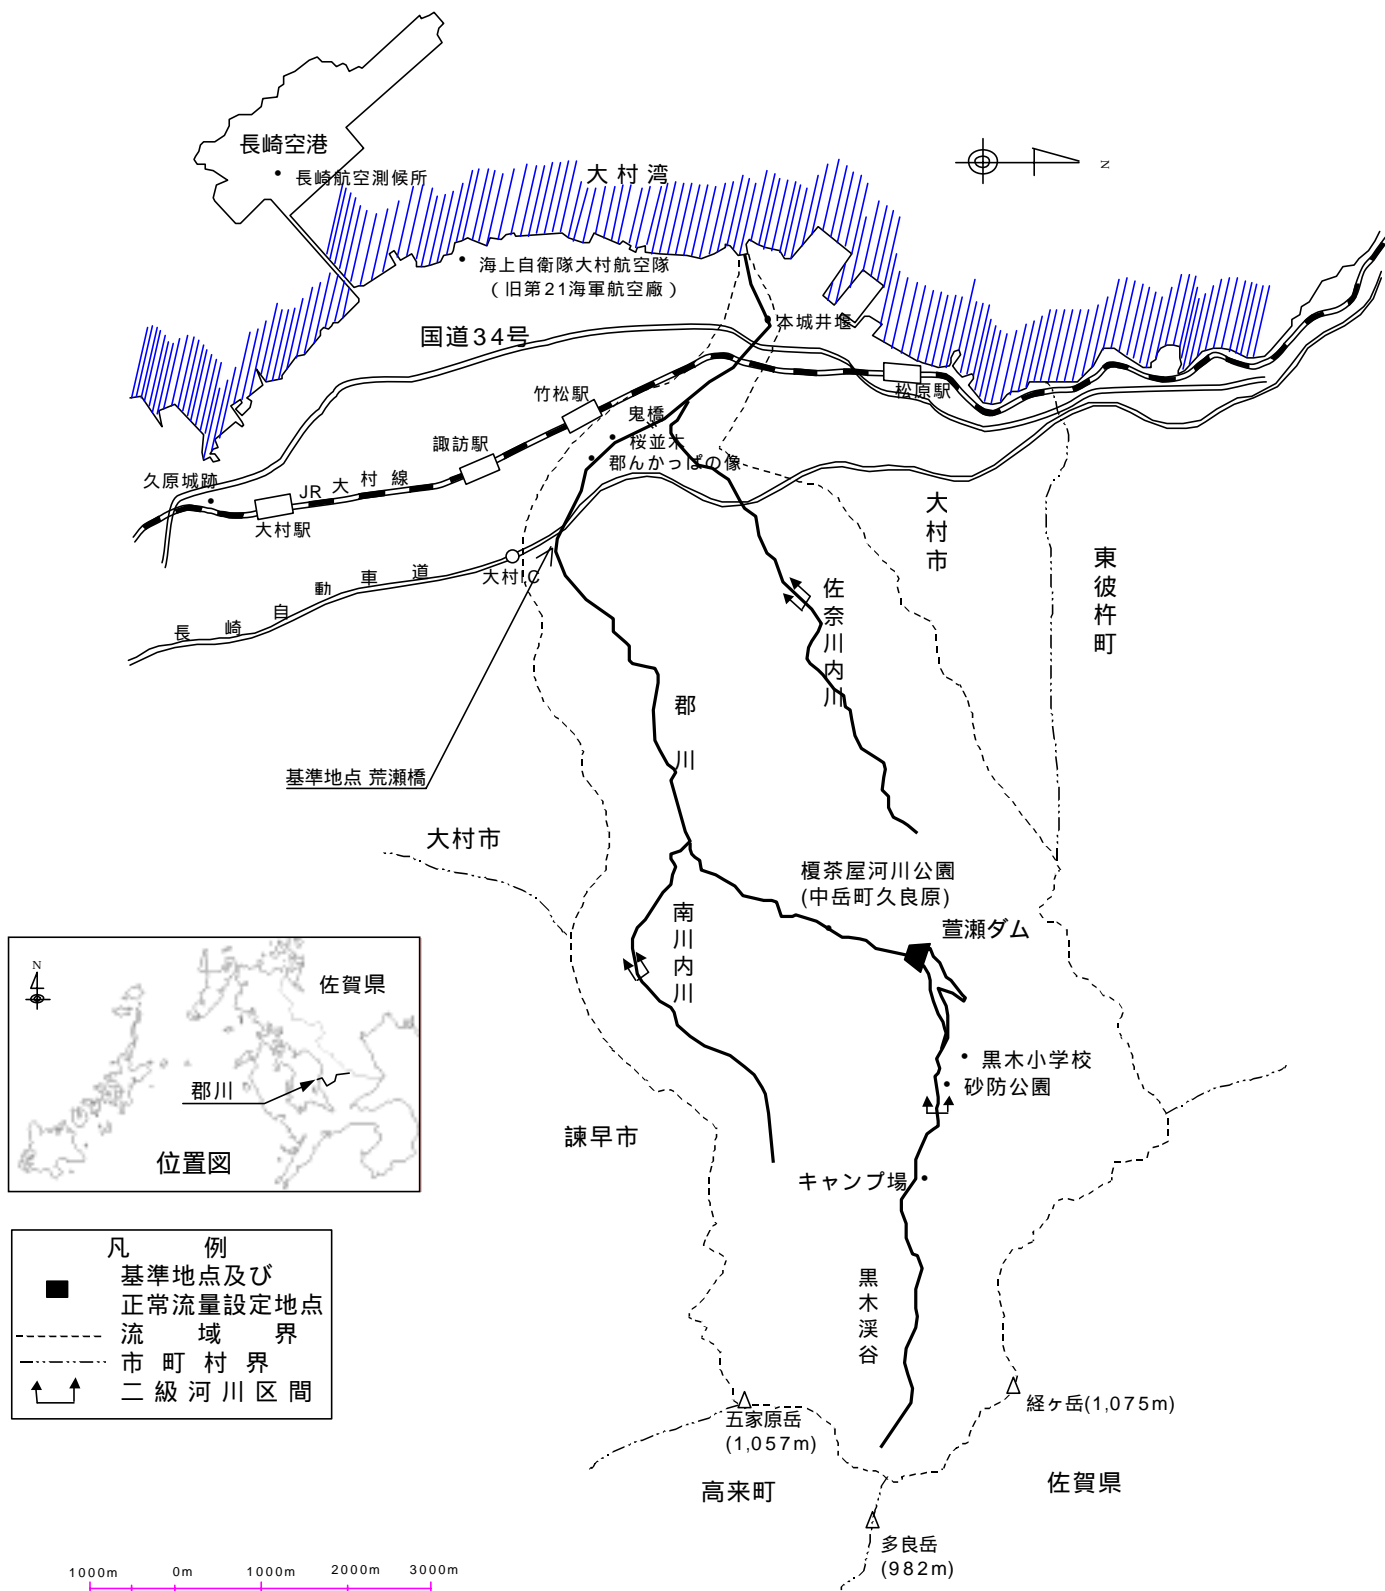 長崎空港
長崎航空測候所
大村湾
N
海上自衛隊大村航空隊
(旧第21海軍航空廠)
国道34号
本城井堰
松原駅
竹松駅
鬼橋
桜並木
郡んかっぱの像
諏訪駅
久原城跡
JR大村線
大村駅
大村IC
長崎自動車道
大村市
東彼杵町
佐奈川内川
郡川
基準地点 荒瀬橋
大村市
榎茶屋河川公園
(中岳町久良原)
萱瀬ダム
南川内川
黒木小学校
砂防公園
諫早市
キャンプ場
黒木渓谷
五家原岳
(1,057m)
経ヶ岳(1,075m)
高来町
佐賀県
多良岳
(982m)
N
佐賀県
郡川
位置図
凡 例
基準地点及び
正常流量設定地点
流 域 界
市 町 村 界
二 級 河 川 区 間
1000m 0m 1000m 2000m 3000m